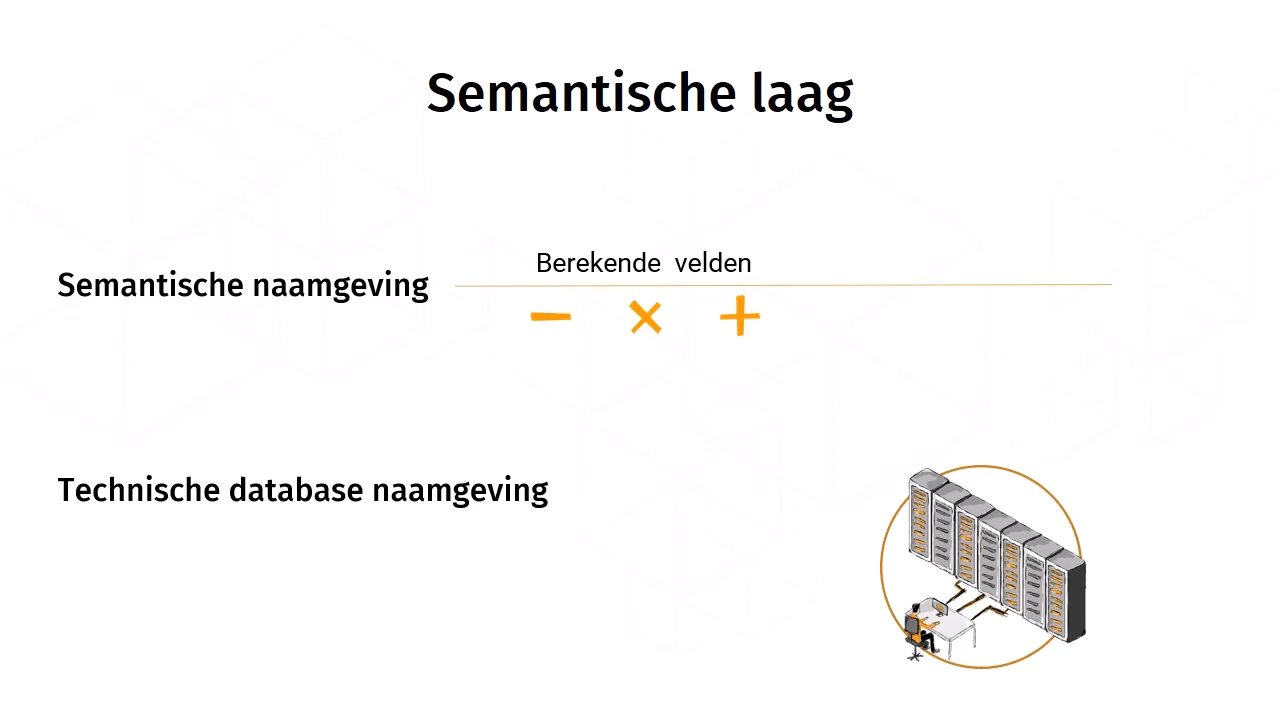 Semantische laag
Berekende velden
Semantische naamgeving
− × +
Technische database naamgeving